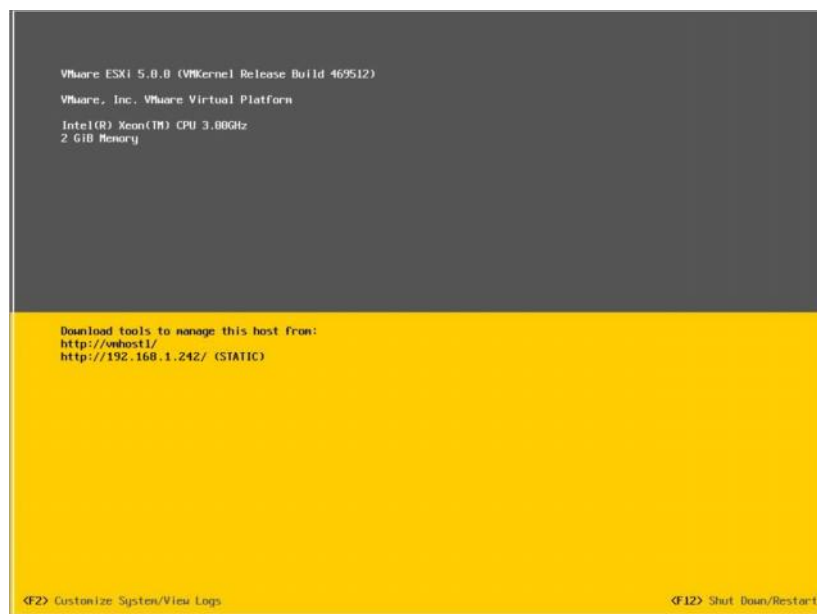 VMware ESXi 5.0.0 (VMKernel Release Build 469512)
VMware, Inc. VMware Virtual Platform
Intel(R) Xeon(TM) CPU 3.00GHz
2 GiB Memory
Download tools to manage this host from:
http://vmhost1/
http://192.168.1.242/ (STATIC)
<F2> Customize System/View Logs
<F12> Shut Down/Restart